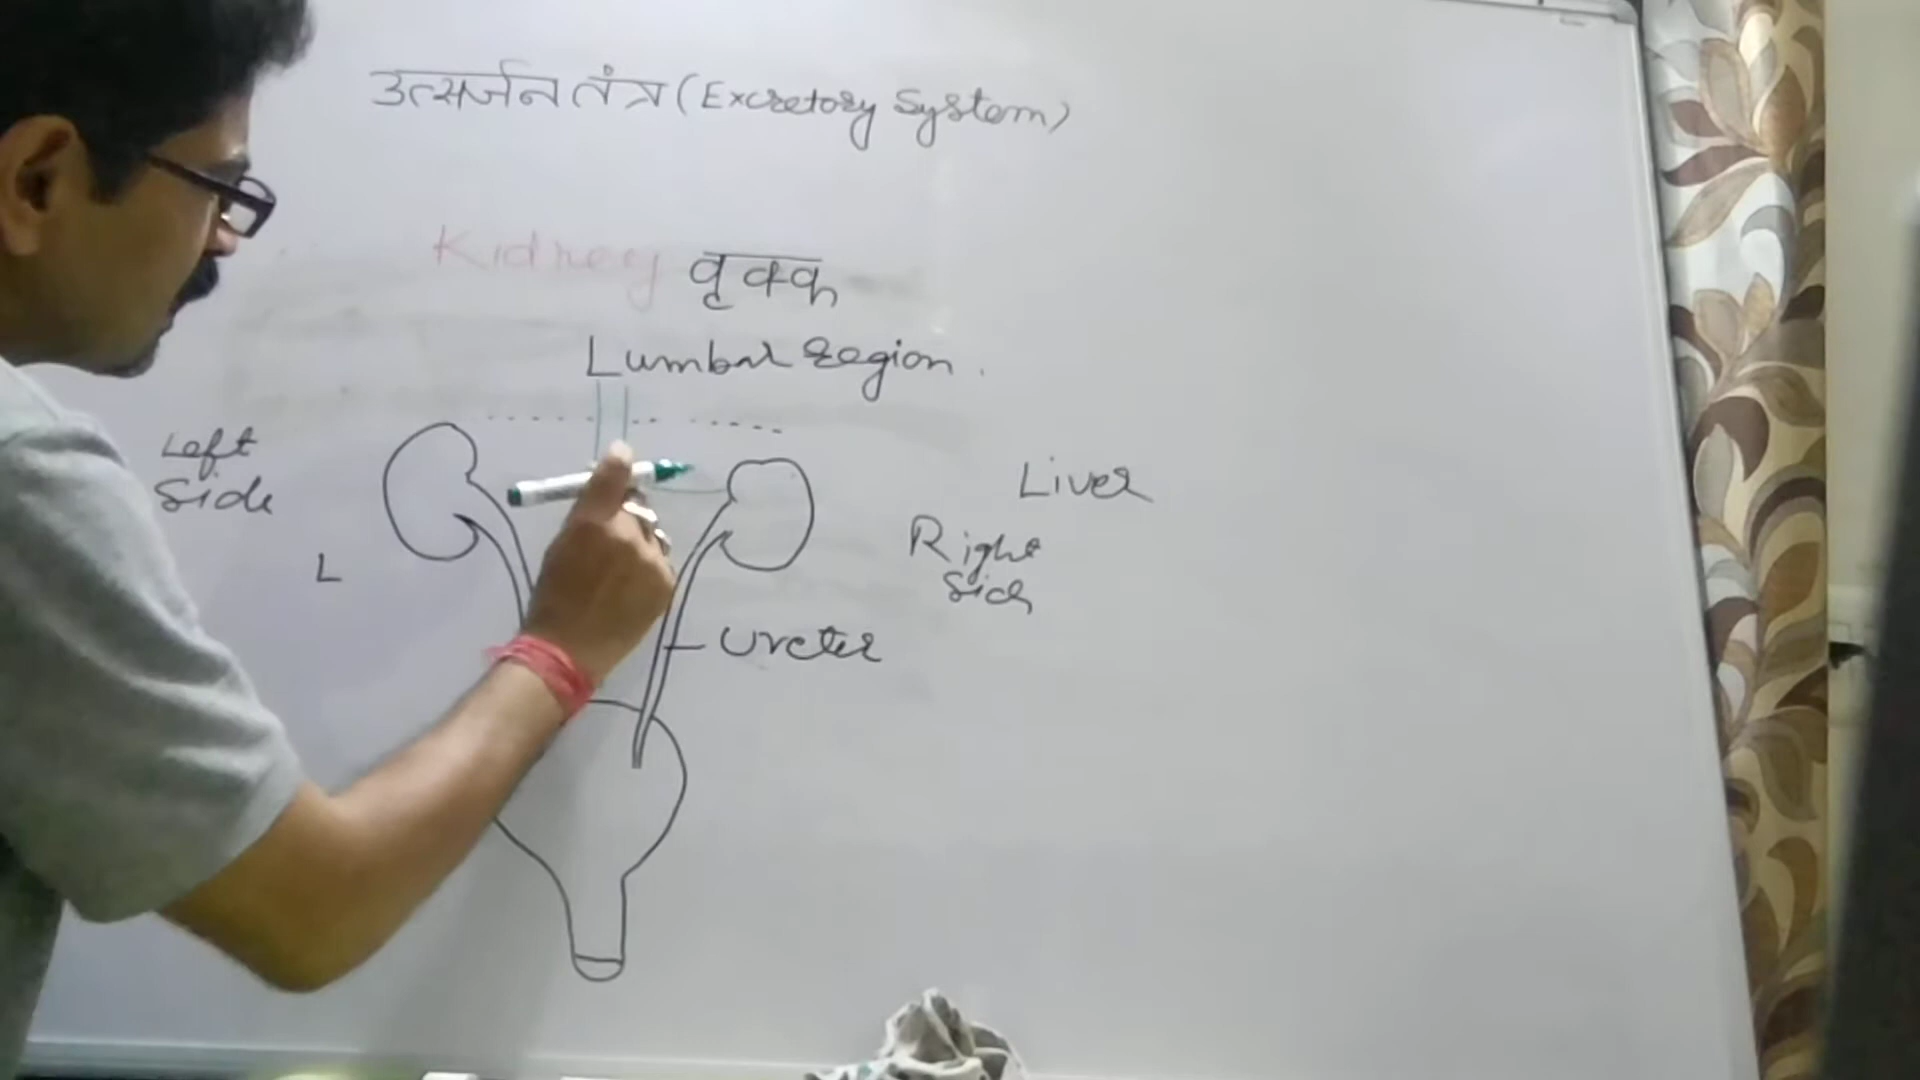 उत्सर्जन तंत्र (Excretory System)
Kidney वृक्क
Lumbar region.
Left
Side
Liver
Right
Side
L
Ureter